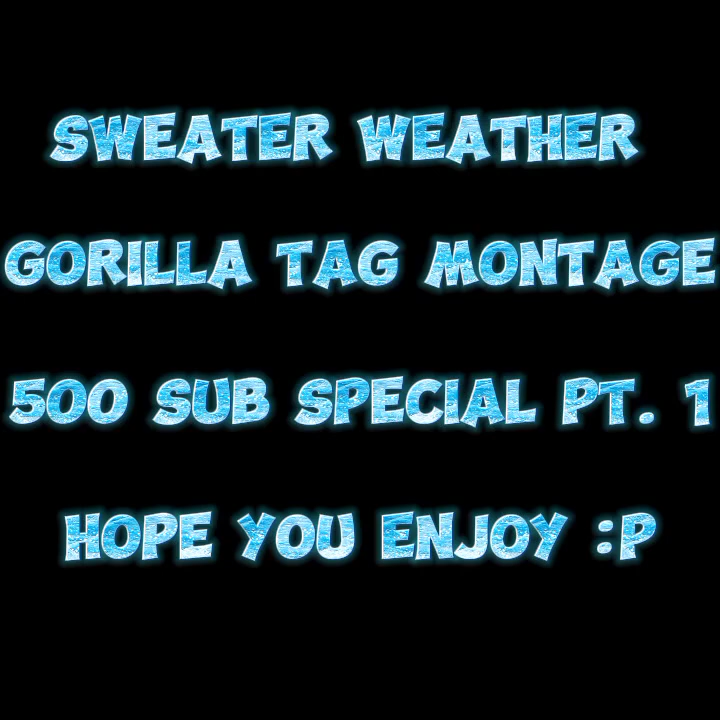 SWEATER WEATHER
GORILLA TAG MONTAGE
500 SUB SPECIAL PT. 1
HOPE YOU ENJOY :P